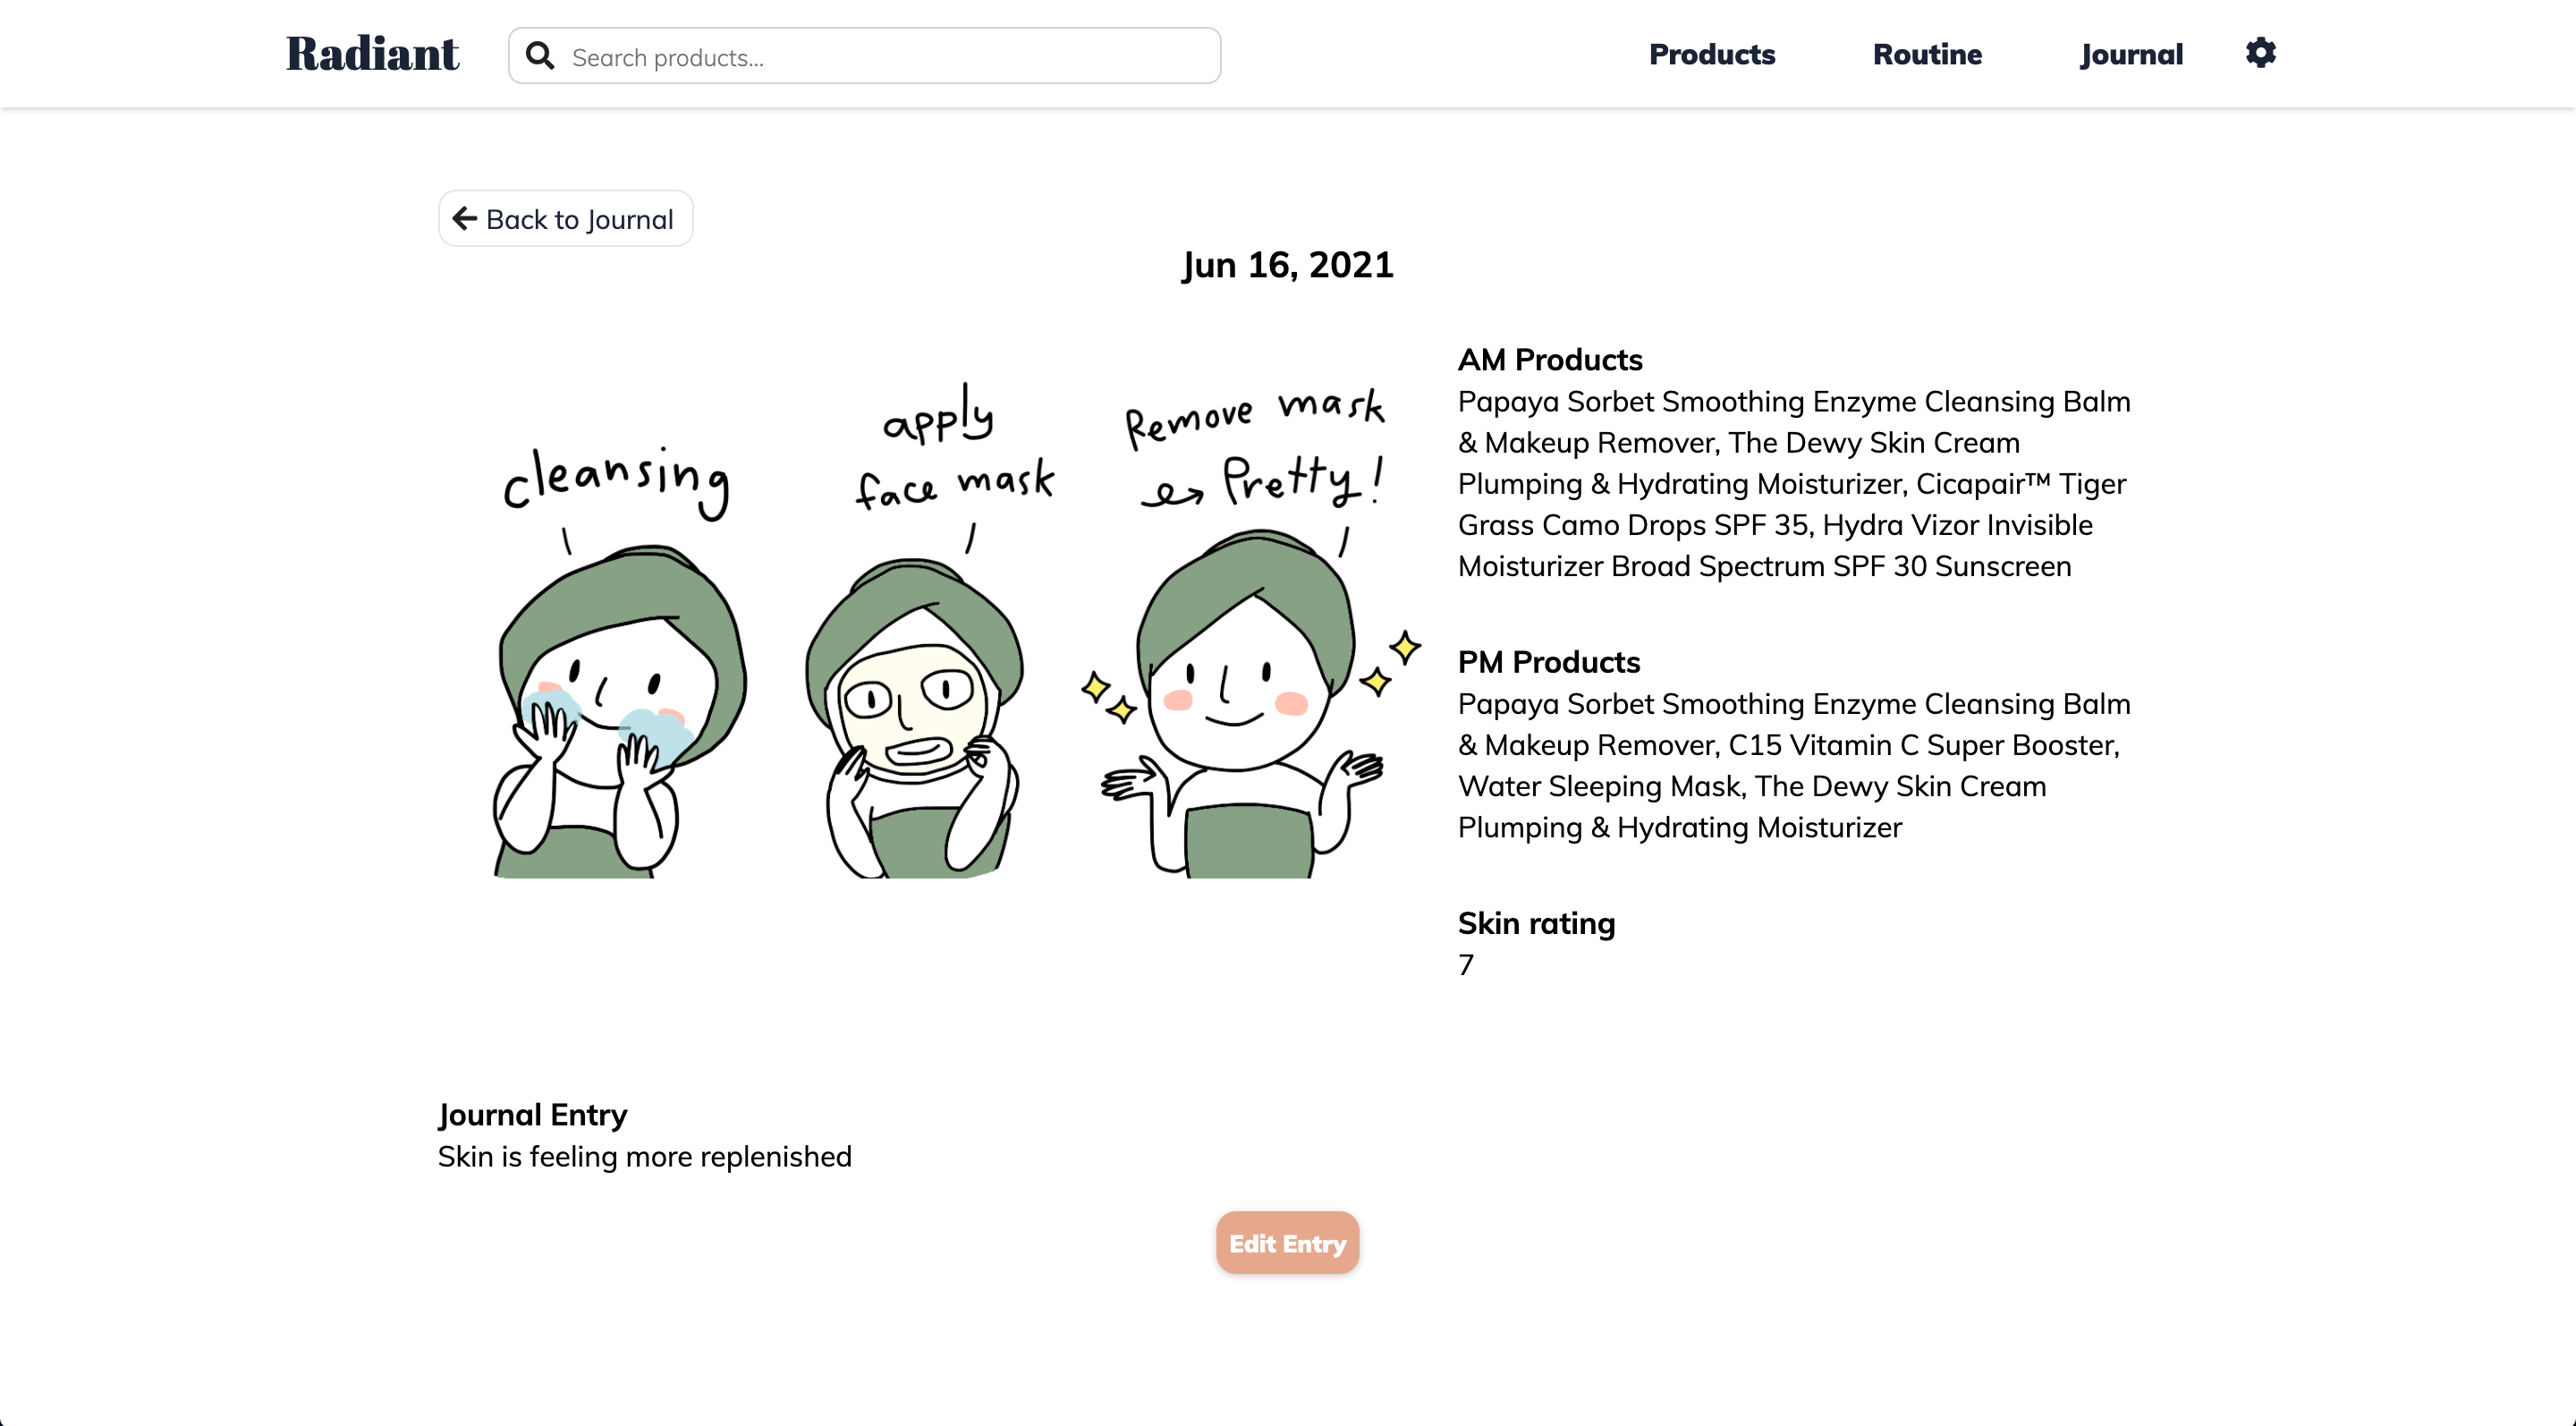 Radiant
Search products...
Products
Routine
Journal
Back to Journal
Jun 16, 2021
cleansing
apply
face mask
Remove mask
Pretty!
AM Products
Papaya Sorbet Smoothing Enzyme Cleansing Balm
& Makeup Remover, The Dewy Skin Cream
Plumping & Hydrating Moisturizer, Cicapair™ Tiger
Grass Camo Drops SPF 35, Hydra Vizor Invisible
Moisturizer Broad Spectrum SPF 30 Sunscreen
PM Products
Papaya Sorbet Smoothing Enzyme Cleansing Balm
& Makeup Remover, C15 Vitamin C Super Booster,
Water Sleeping Mask, The Dewy Skin Cream
Plumping & Hydrating Moisturizer
Skin rating
7
Journal Entry
Skin is feeling more replenished
Edit Entry